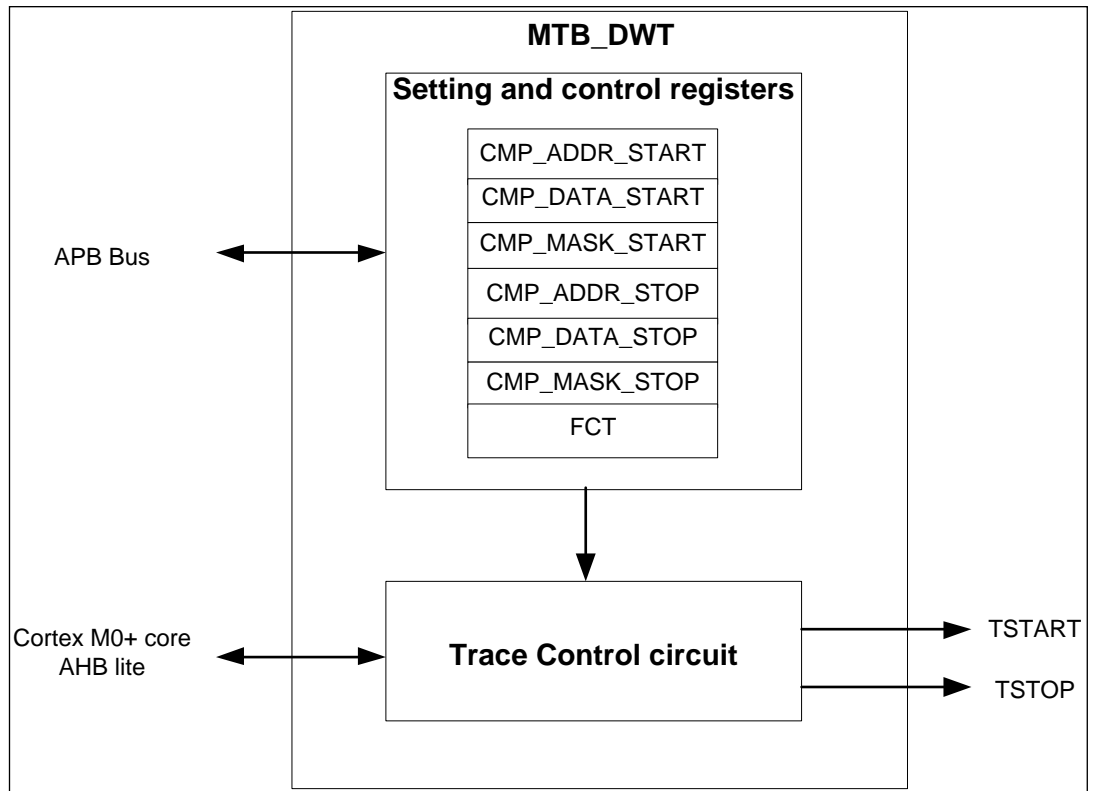 MTB_DWT
Setting and control registers
CMP_ADDR_START
CMP_DATA_START
CMP_MASK_START
CMP_ADDR_STOP
CMP_DATA_STOP
CMP_MASK_STOP
FCT
APB Bus
Cortex M0+ core
AHB lite
Trace Control circuit
TSTART
TSTOP